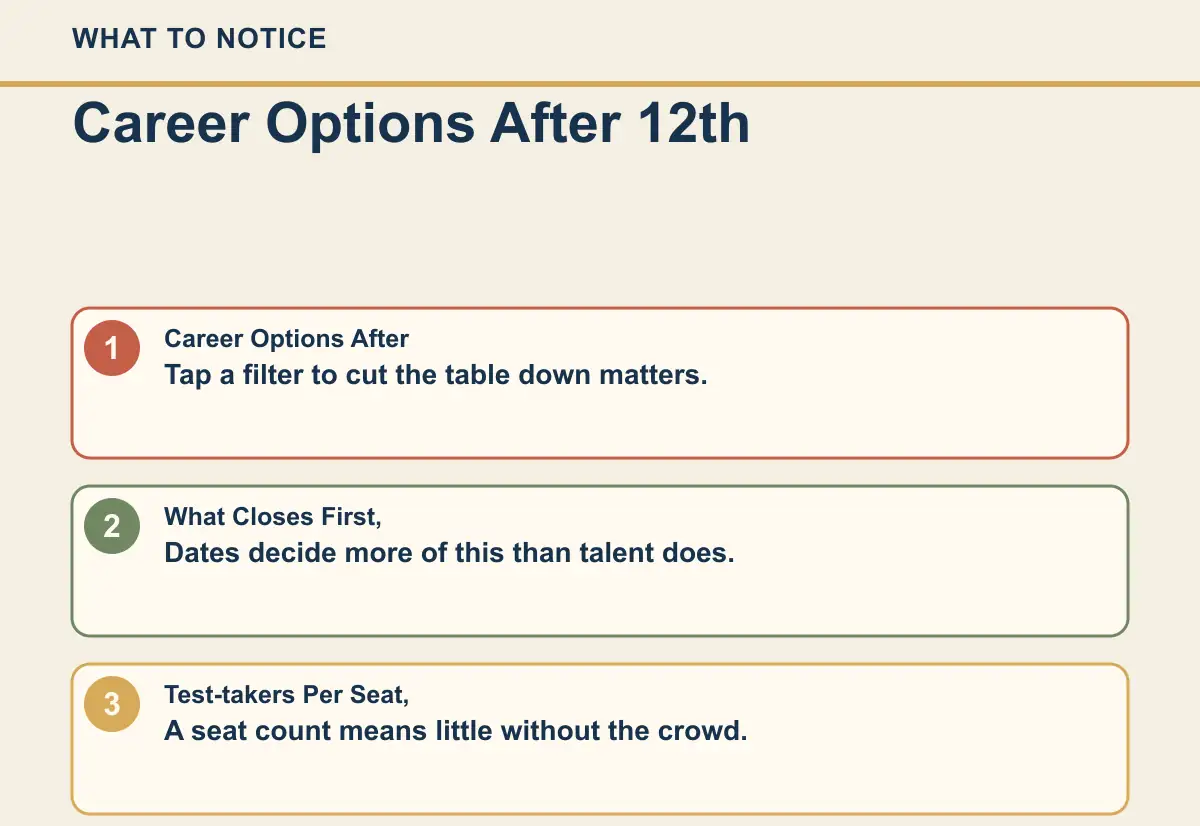 WHAT TO NOTICE
Career Options After 12th
1
Career Options After
Tap a filter to cut the table down matters.
2
What Closes First,
Dates decide more of this than talent does.
3
Test-takers Per Seat,
A seat count means little without the crowd.